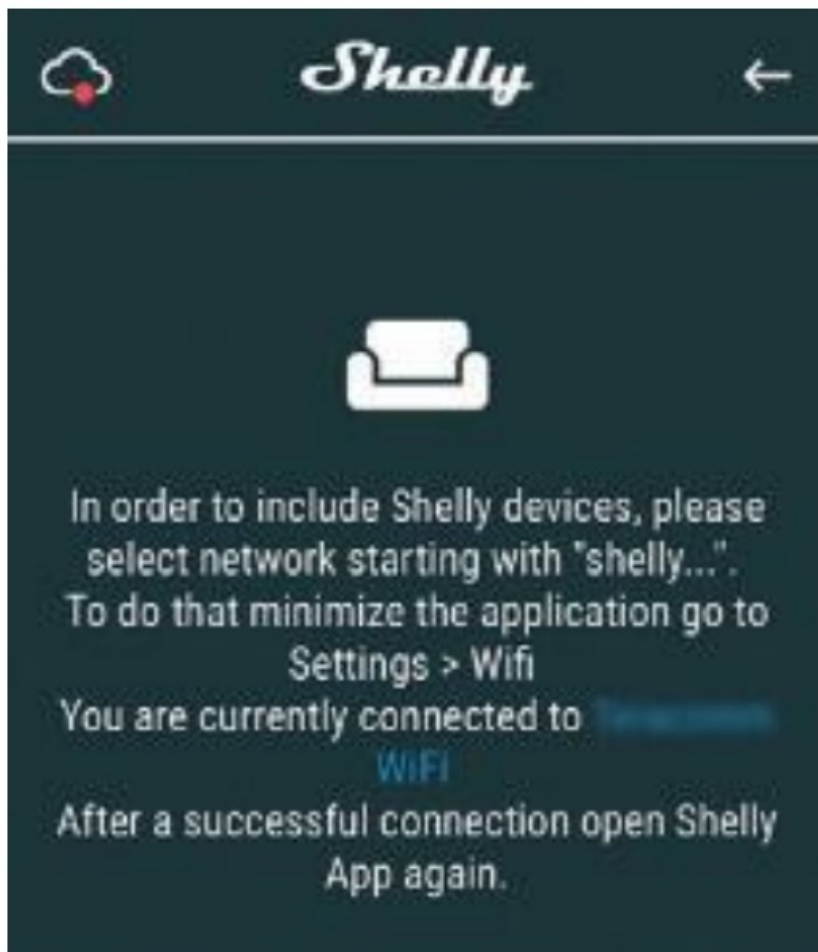 Shelly
In order to include Shelly devices, please
select network starting with "shelly...".
To do that minimize the application go to
Settings > Wifi
You are currently connected to
WiFi
After a successful connection open Shelly
App again.